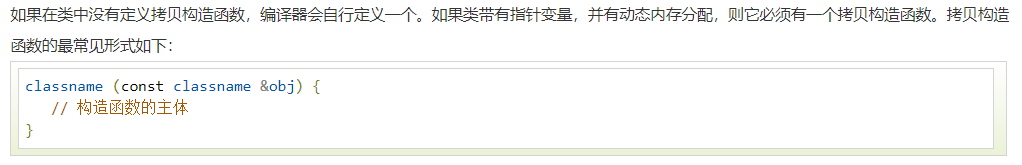 如果在类中没有定义拷贝构造函数，编译器会自行定义一个。如果类带有指针变量，并有动态内存分配，则它必须有一个拷贝构造函数。拷贝构造
函数的最常见形式如下：
classname (const classname &obj) {
   // 构造函数的主体
}